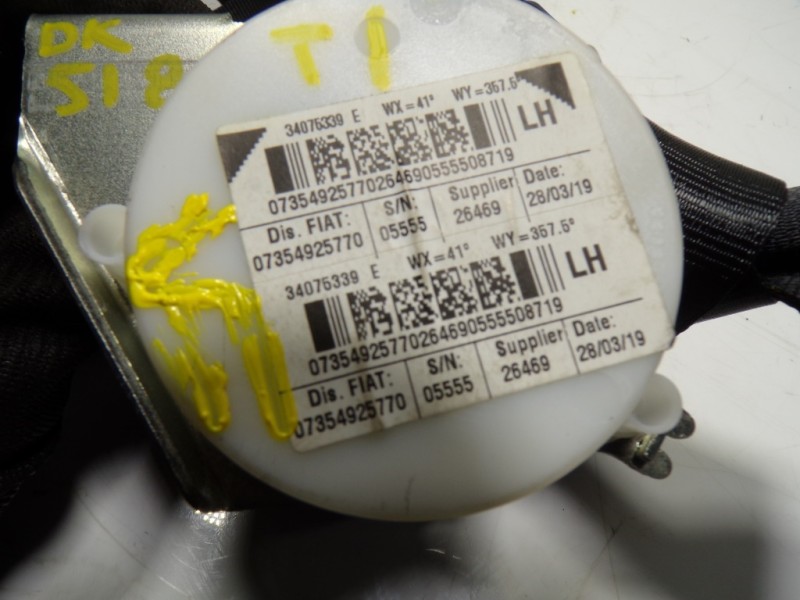 DK
518
T1
34075339 E WX=41° WY=357.5°
LH
07354925770264690555508719
Dis. FIAT: S/N: Supplier Date:
07354925770 05555 26469 28/03/19
34075339 E WX=41° WY=357.5°
LH
07354925770264690555508719
Dis. FIAT: S/N: Supplier Date:
07354925770 05555 26469 28/03/19